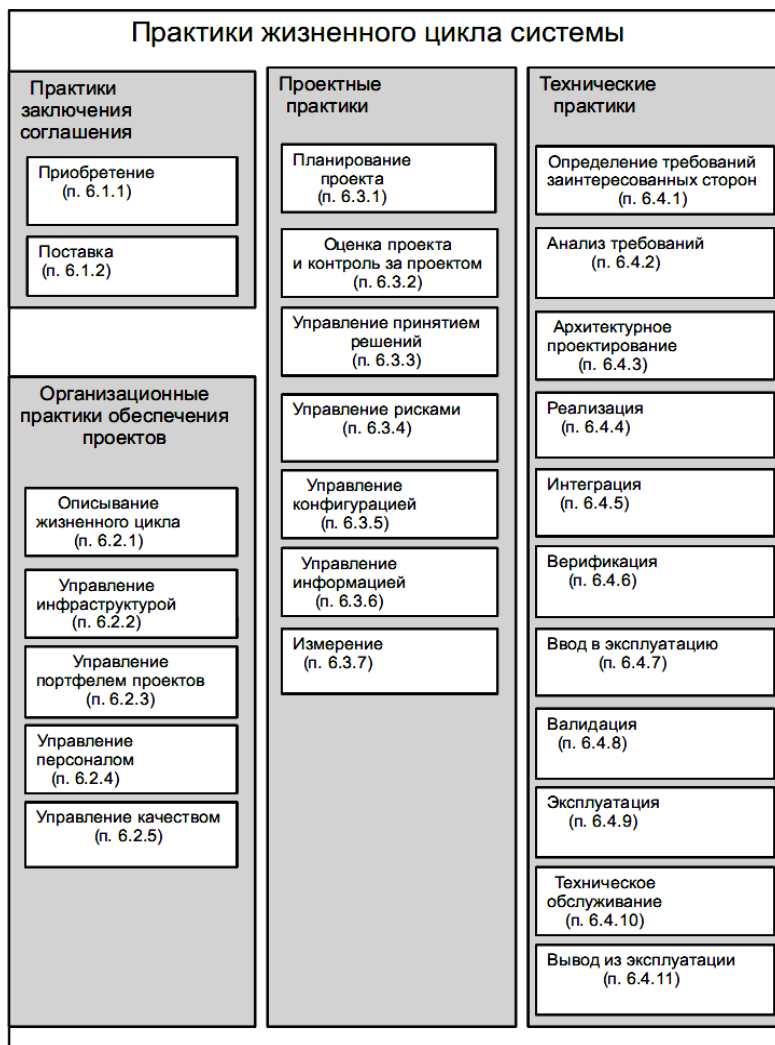 Практики жизненного цикла системы
Практики
заключения
соглашения
Приобретение
(п. 6.1.1)
Поставка
(п. 6.1.2)
Организационные
практики обеспечения
проектов
Описывание
жизненного цикла
(п. 6.2.1)
Управление
инфраструктурой
(п. 6.2.2)
Управление
портфелем проектов
(п. 6.2.3)
Управление
персоналом
(п. 6.2.4)
Управление качеством
(п. 6.2.5)
Проектные
практики
Планирование
проекта
(п. 6.3.1)
Оценка проекта
и контроль за проектом
(п. 6.3.2)
Управление принятием
решений
(п. 6.3.3)
Управление рисками
(п. 6.3.4)
Управление
конфигурацией
(п. 6.3.5)
Управление
информацией
(п. 6.3.6)
Измерение
(п. 6.3.7)
Технические
практики
Определение требований
заинтересованных сторон
(п. 6.4.1)
Анализ требований
(п. 6.4.2)
Архитектурное
проектирование
(п. 6.4.3)
Реализация
(п. 6.4.4)
Интеграция
(п. 6.4.5)
Верификация
(п. 6.4.6)
Ввод в эксплуатацию
(п. 6.4.7)
Валидация
(п. 6.4.8)
Эксплуатация
(п. 6.4.9)
Техническое
обслуживание
(п. 6.4.10)
Вывод из эксплуатации
(п. 6.4.11)